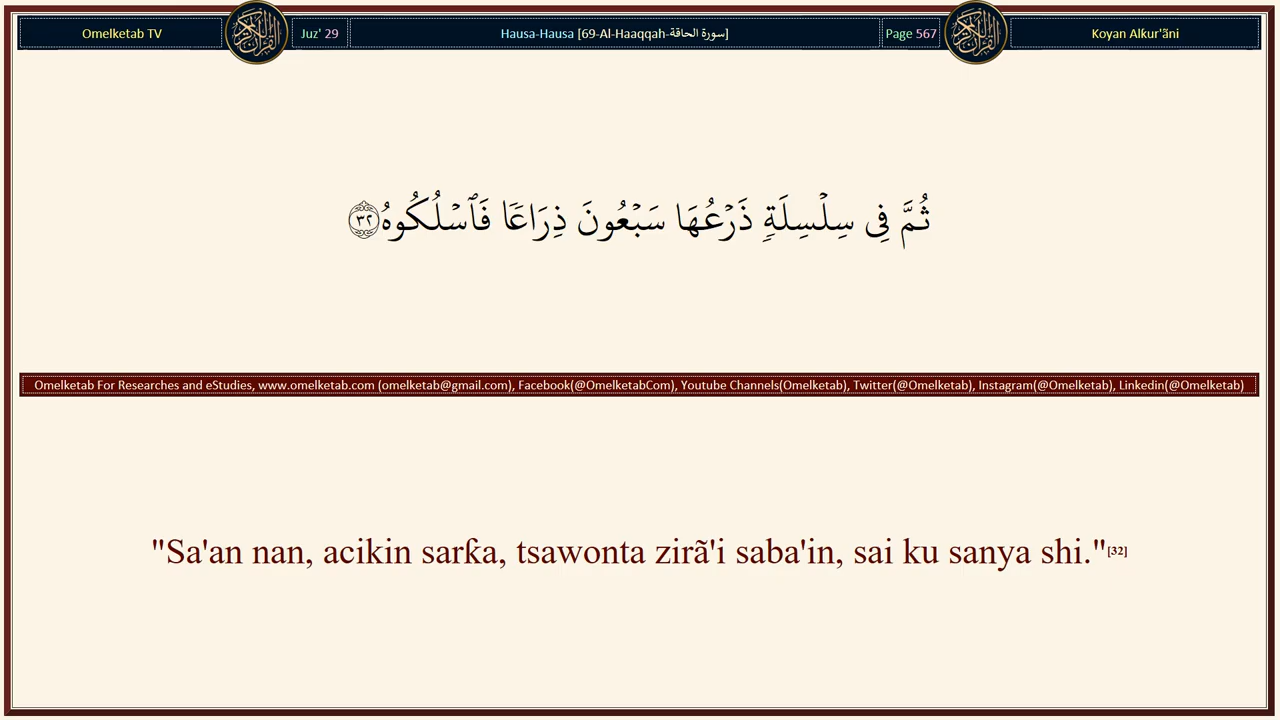 Omelketab TV
Juz' 29
Hausa-Hausa [69-Al-Haaqqah-سورة الحاقة]
Page 567
Koyan Alƙur'ãni
ثُمَّ فِي سِلۡسِلَةٖ ذَرۡعُهَا سَبۡعُونَ ذِرَاعٗا فَٱسۡلُكُوهُ ٣٢
Omelketab For Researches and eStudies, www.omelketab.com (omelketab@gmail.com), Facebook(@OmelketabCom), Youtube Channels(Omelketab), Twitter(@Omelketab), Instagram(@Omelketab), Linkedin(@Omelketab)
"Sa'an nan, acikin sarƙa, tsawonta zirã'i saba'in, sai ku sanya shi."[32]